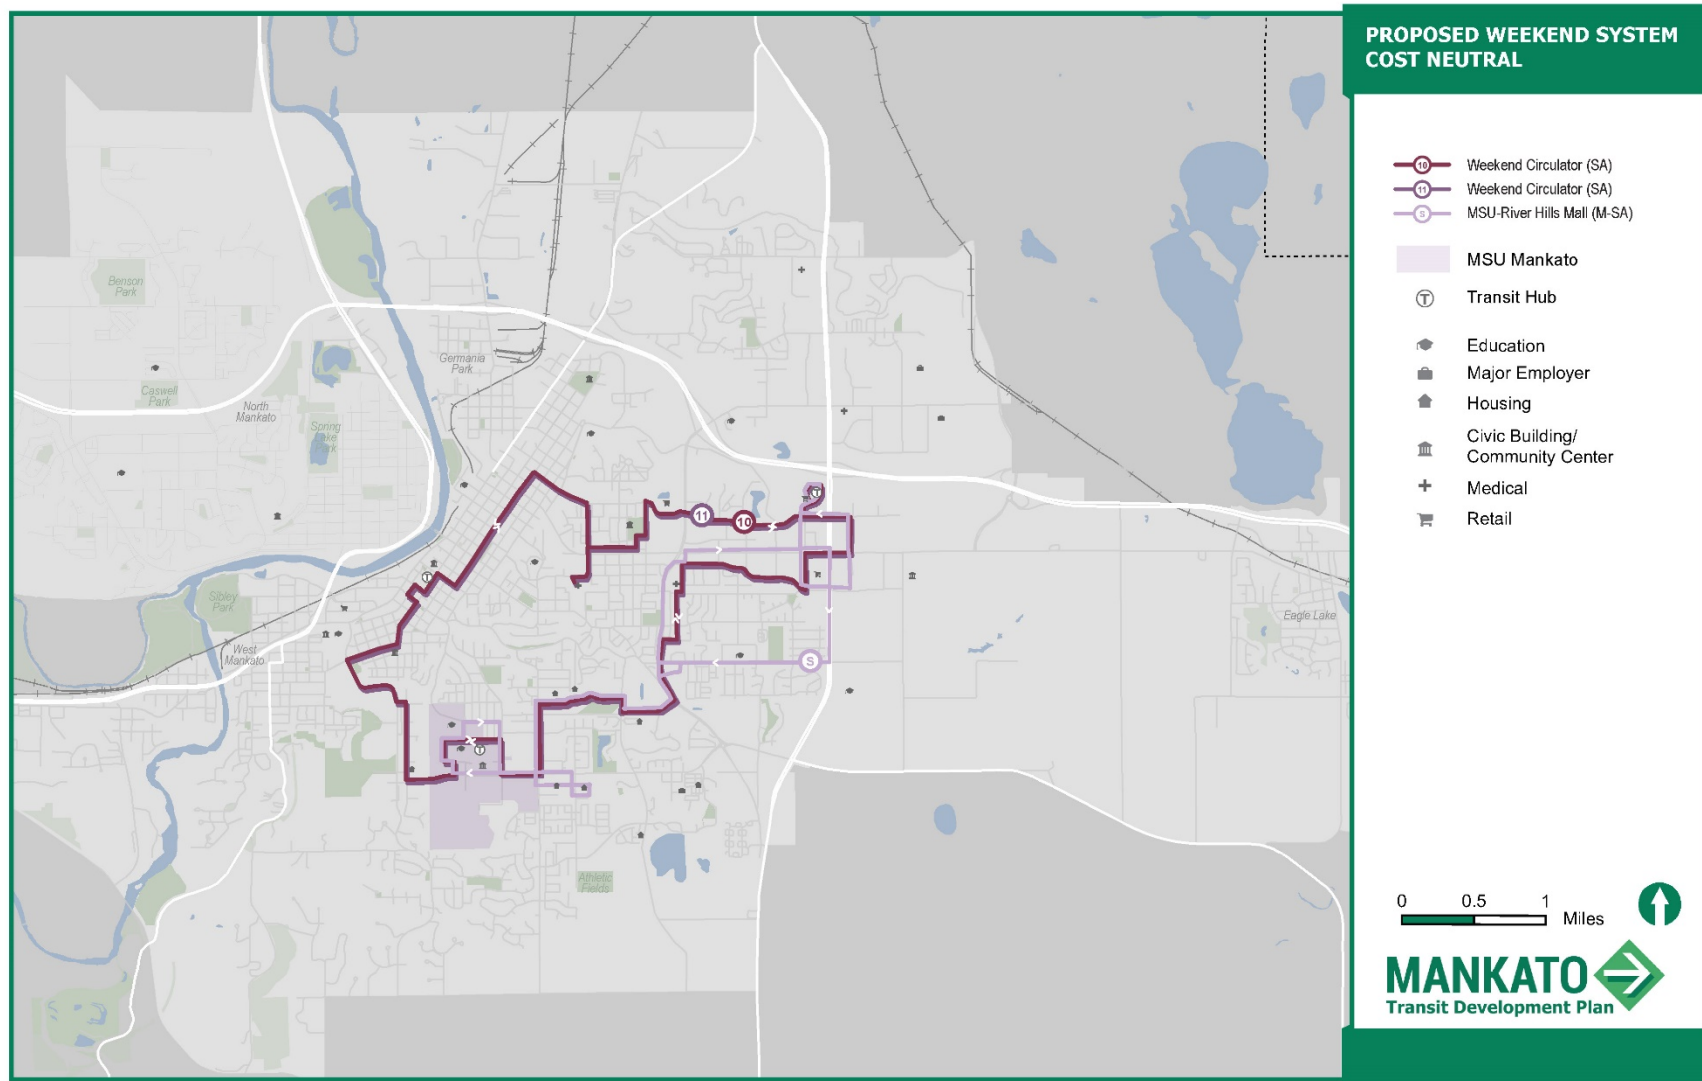 PROPOSED WEEKEND SYSTEM
COST NEUTRAL
10 Weekend Circulator (SA)
11 Weekend Circulator (SA)
S MSU-River Hills Mall (M-SA)
MSU Mankato
T Transit Hub
Education
Major Employer
Housing
Civic Building/
Community Center
Medical
Retail
0 0.5 1
Miles
MANKATO
Transit Development Plan
Benson
Park
Germania
Park
Caswell
Park
North
Mankato
Spring
Lake
Park
T
11
10
T
Sibley
Park
Eagle Lake
West
Mankato
S
T
Athletic
Fields